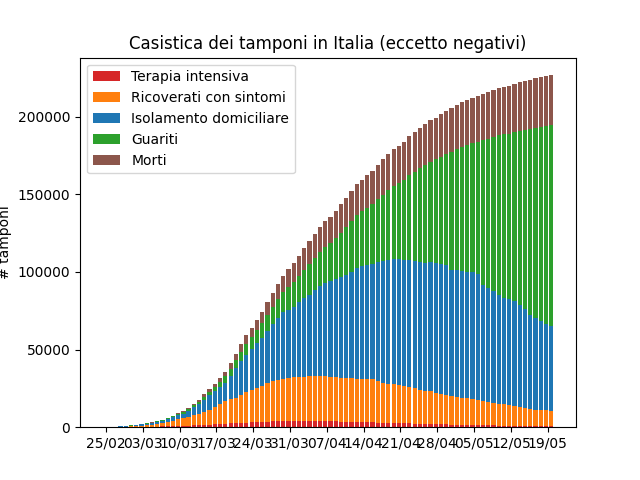 Casistica dei tamponi in Italia (eccetto negativi)
Terapia intensiva
Ricoverati con sintomi
Isolamento domiciliare
Guariti
Morti
# tamponi
200000
150000
100000
50000
0
25/02 03/03 10/03 17/03 24/03 31/03 07/04 14/04 21/04 28/04 05/05 12/05 19/05